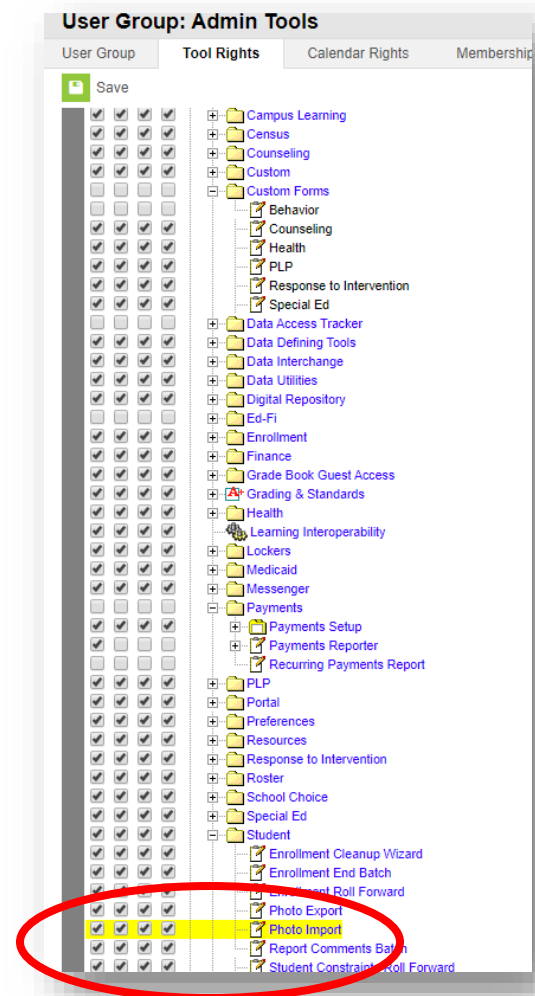 User Group: Admin Tools
User Group Tool Rights Calendar Rights Membership
Save
Campus Learning
Census
Counseling
Custom
Custom Forms
Behavior
Counseling
Health
PLP
Response to Intervention
Special Ed
Data Access Tracker
Data Defining Tools
Data Interchange
Data Utilities
Digital Repository
Ed-Fi
Enrollment
Finance
Grade Book Guest Access
Grading & Standards
Health
Learning Interoperability
Lockers
Medicaid
Messenger
Payments
Payments Setup
Payments Reporter
Recurring Payments Report
PLP
Portal
Preferences
Resources
Response to Intervention
Roster
School Choice
Special Ed
Student
Enrollment Cleanup Wizard
Enrollment End Batch
Enrollment Roll Forward
Photo Export
Photo Import
Report Comments Batch
Student Constraints Roll Forward